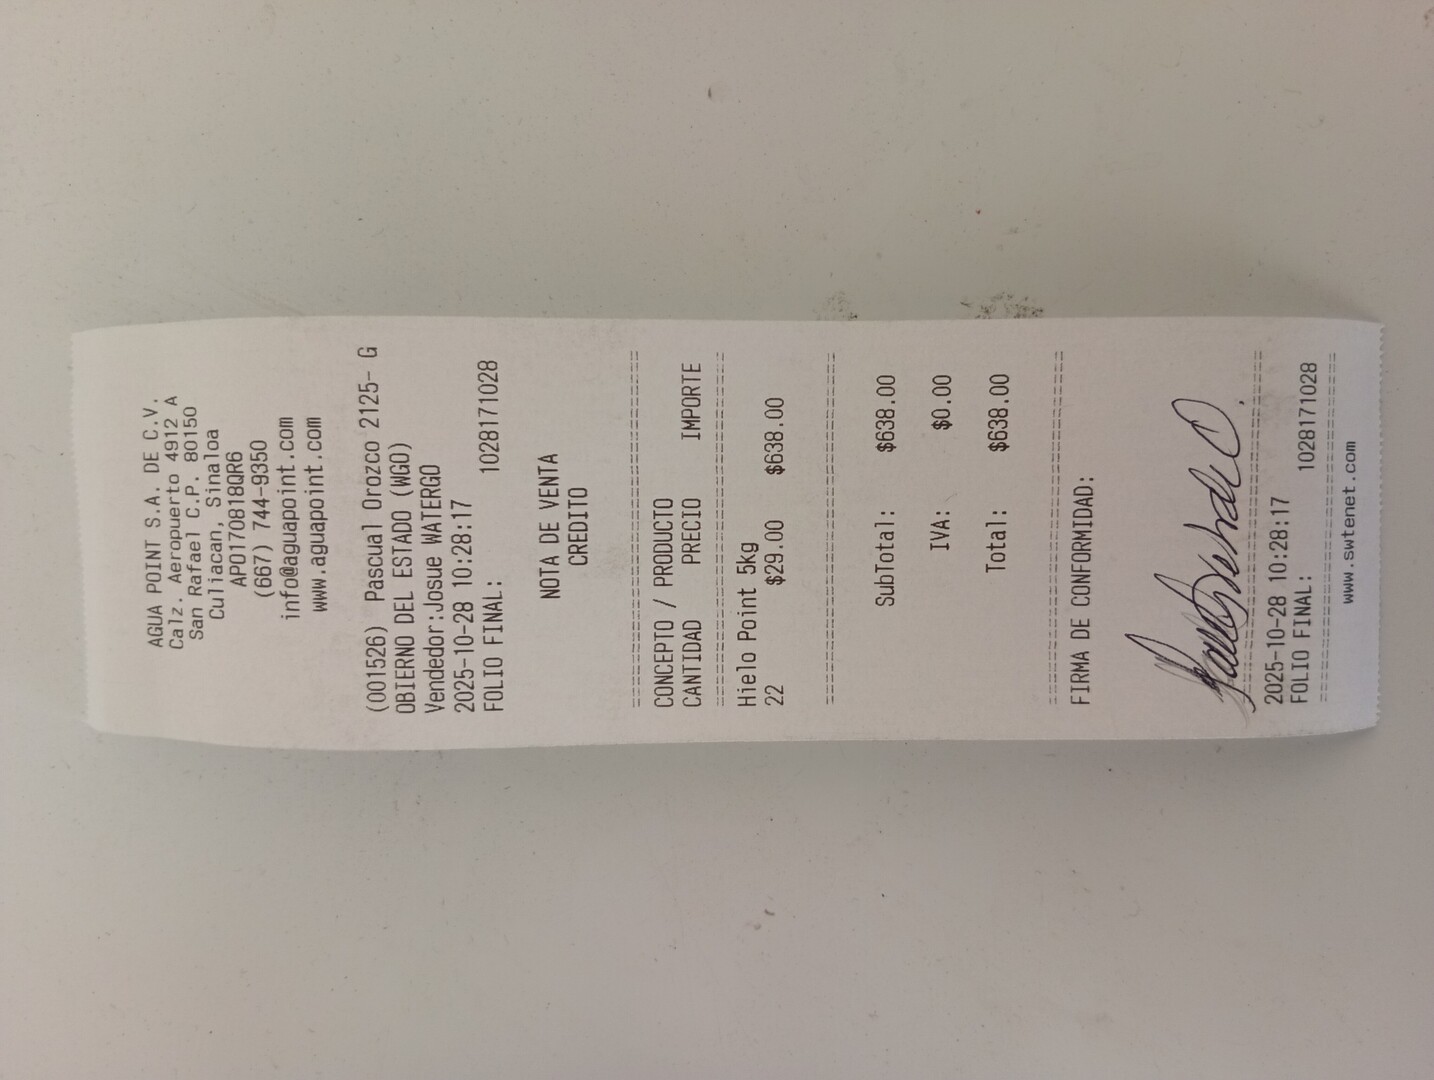 AGUA POINT S.A. DE C.V.
Calz. Aeropuerto 4912 A
San Rafael C.P. 80150
Culiacan, Sinaloa
APO170818QR6
(667) 744-9350
info@aguapoint.com
www.aguapoint.com
(001526) Pascual Orozco 2125- G
OBIERNO DEL ESTADO (WGO)
Vendedor:Josue WATERGO
2025-10-28 10:28:17
FOLIO FINAL: 1028171028
NOTA DE VENTA
CREDITO
CONCEPTO / PRODUCTO
CANTIDAD PRECIO IMPORTE
Hielo Point 5kg
22 $29.00 $638.00
SubTotal: $638.00
IVA: $0.00
Total: $638.00
FIRMA DE CONFORMIDAD:
2025-10-28 10:28:17
FOLIO FINAL: 1028171028
www.swtenet.com